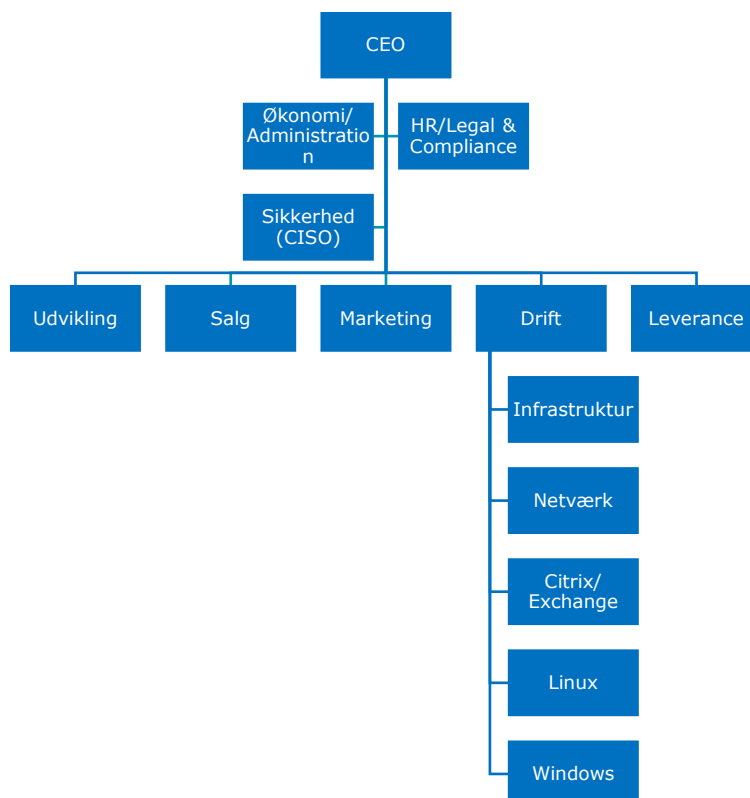 CEO
Økonomi/
Administratio
n
HR/Legal &
Compliance
Sikkerhed
(CISO)
Udvikling
Salg
Marketing
Drift
Leverance
Infrastruktur
Netværk
Citrix/
Exchange
Linux
Windows